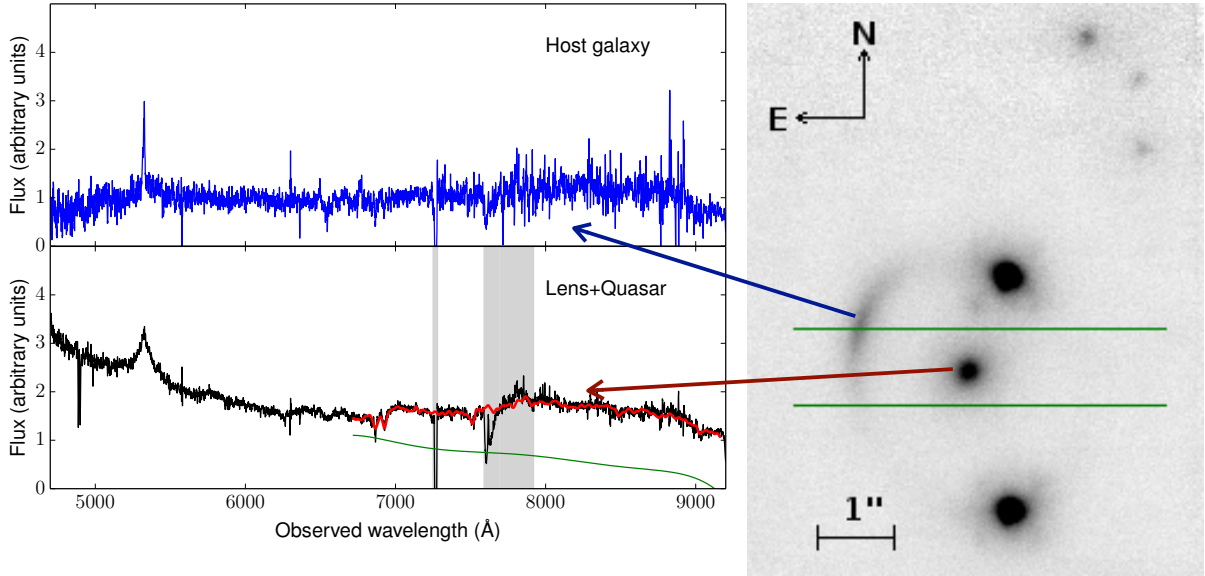 4
3
2
1
0
Flux (arbitrary units)
Host galaxy
4
3
2
1
0
Flux (arbitrary units)
Lens+Quasar
5000 6000 7000 8000 9000
Observed wavelength (Å)
N
E
1"